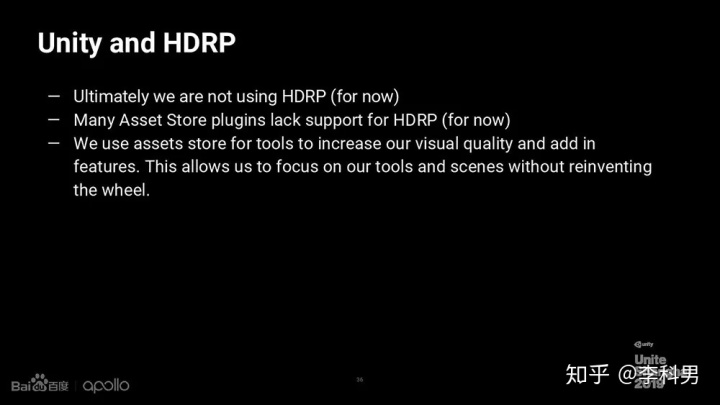 Unity and HDRP
— Ultimately we are not using HDRP (for now)
— Many Asset Store plugins lack support for HDRP (for now)
— We use assets store for tools to increase our visual quality and add in
features. This allows us to focus on our tools and scenes without reinventing
the wheel.
unity
Unite
2019
知乎 @李科男
Bai百度 apollo
36